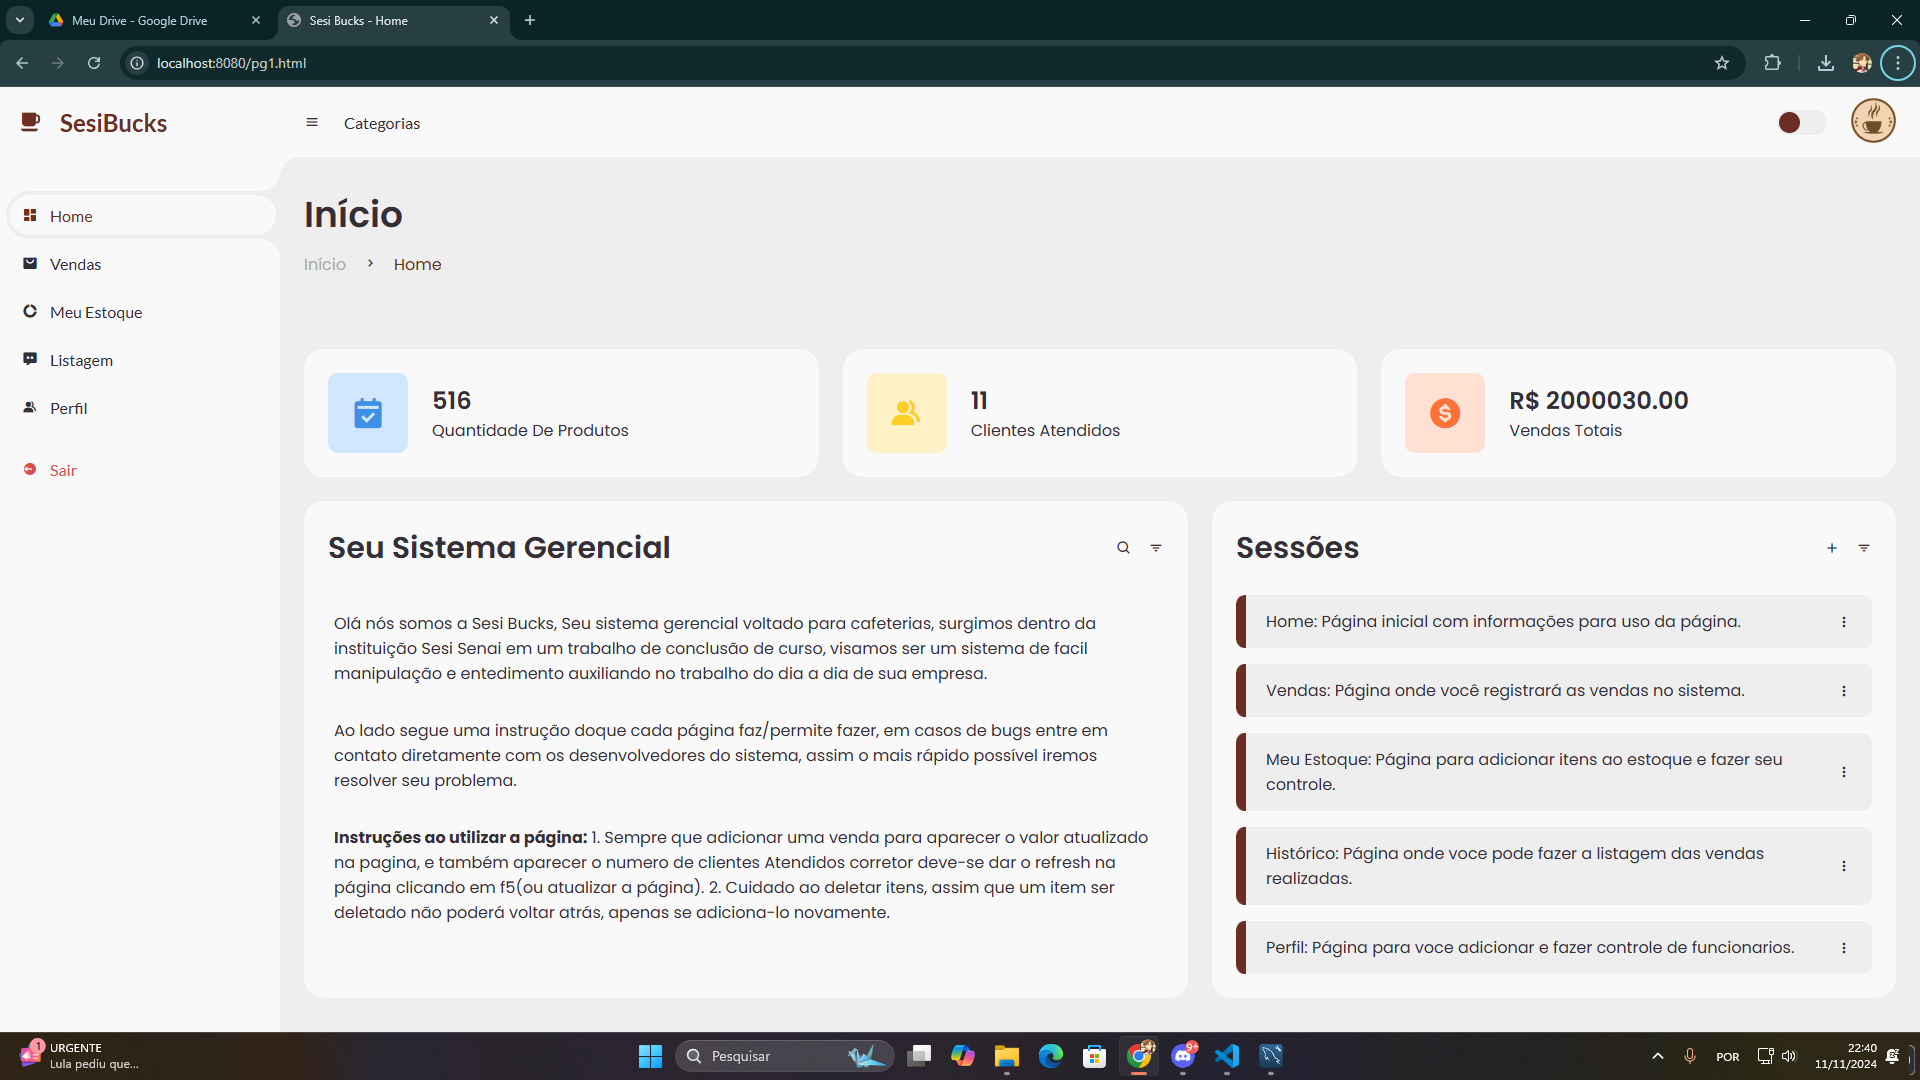 Meu Drive - Google Drive
Sesi Bucks - Home
localhost:8080/pg1.html
SesiBucks
Categorias
Home
Vendas
Meu Estoque
Listagem
Perfil
Sair
Início
Início
Home
516
Quantidade De Produtos
11
Clientes Atendidos
R$ 2000030.00
Vendas Totais
Seu Sistema Gerencial
Olá nós somos a Sesi Bucks, Seu sistema gerencial voltado para cafeterias, surgimos dentro da
instituição Sesi Senai em um trabalho de conclusão de curso, visamos ser um sistema de facil
manipulação e entedimento auxiliando no trabalho do dia a dia de sua empresa.
Ao lado segue uma instrução doque cada página faz/permite fazer, em casos de bugs entre em
contato diretamente com os desenvolvedores do sistema, assim o mais rápido possível iremos
resolver seu problema.
Instruções ao utilizar a página: 1. Sempre que adicionar uma venda para aparecer o valor atualizado
na pagina, e também aparecer o numero de clientes Atendidos corretor deve-se dar o refresh na
página clicando em f5(ou atualizar a página). 2. Cuidado ao deletar itens, assim que um item ser
deletado não poderá voltar atrás, apenas se adiciona-lo novamente.
Sessões
Home: Página inicial com informações para uso da página.
Vendas: Página onde você registrará as vendas no sistema.
Meu Estoque: Página para adicionar itens ao estoque e fazer seu
controle.
Histórico: Página onde voce pode fazer a listagem das vendas
realizadas.
Perfil: Página para voce adicionar e fazer controle de funcionarios.
1
URGENTE
Lula pediu que...
Pesquisar
9+
POR
22:40
11/11/2024